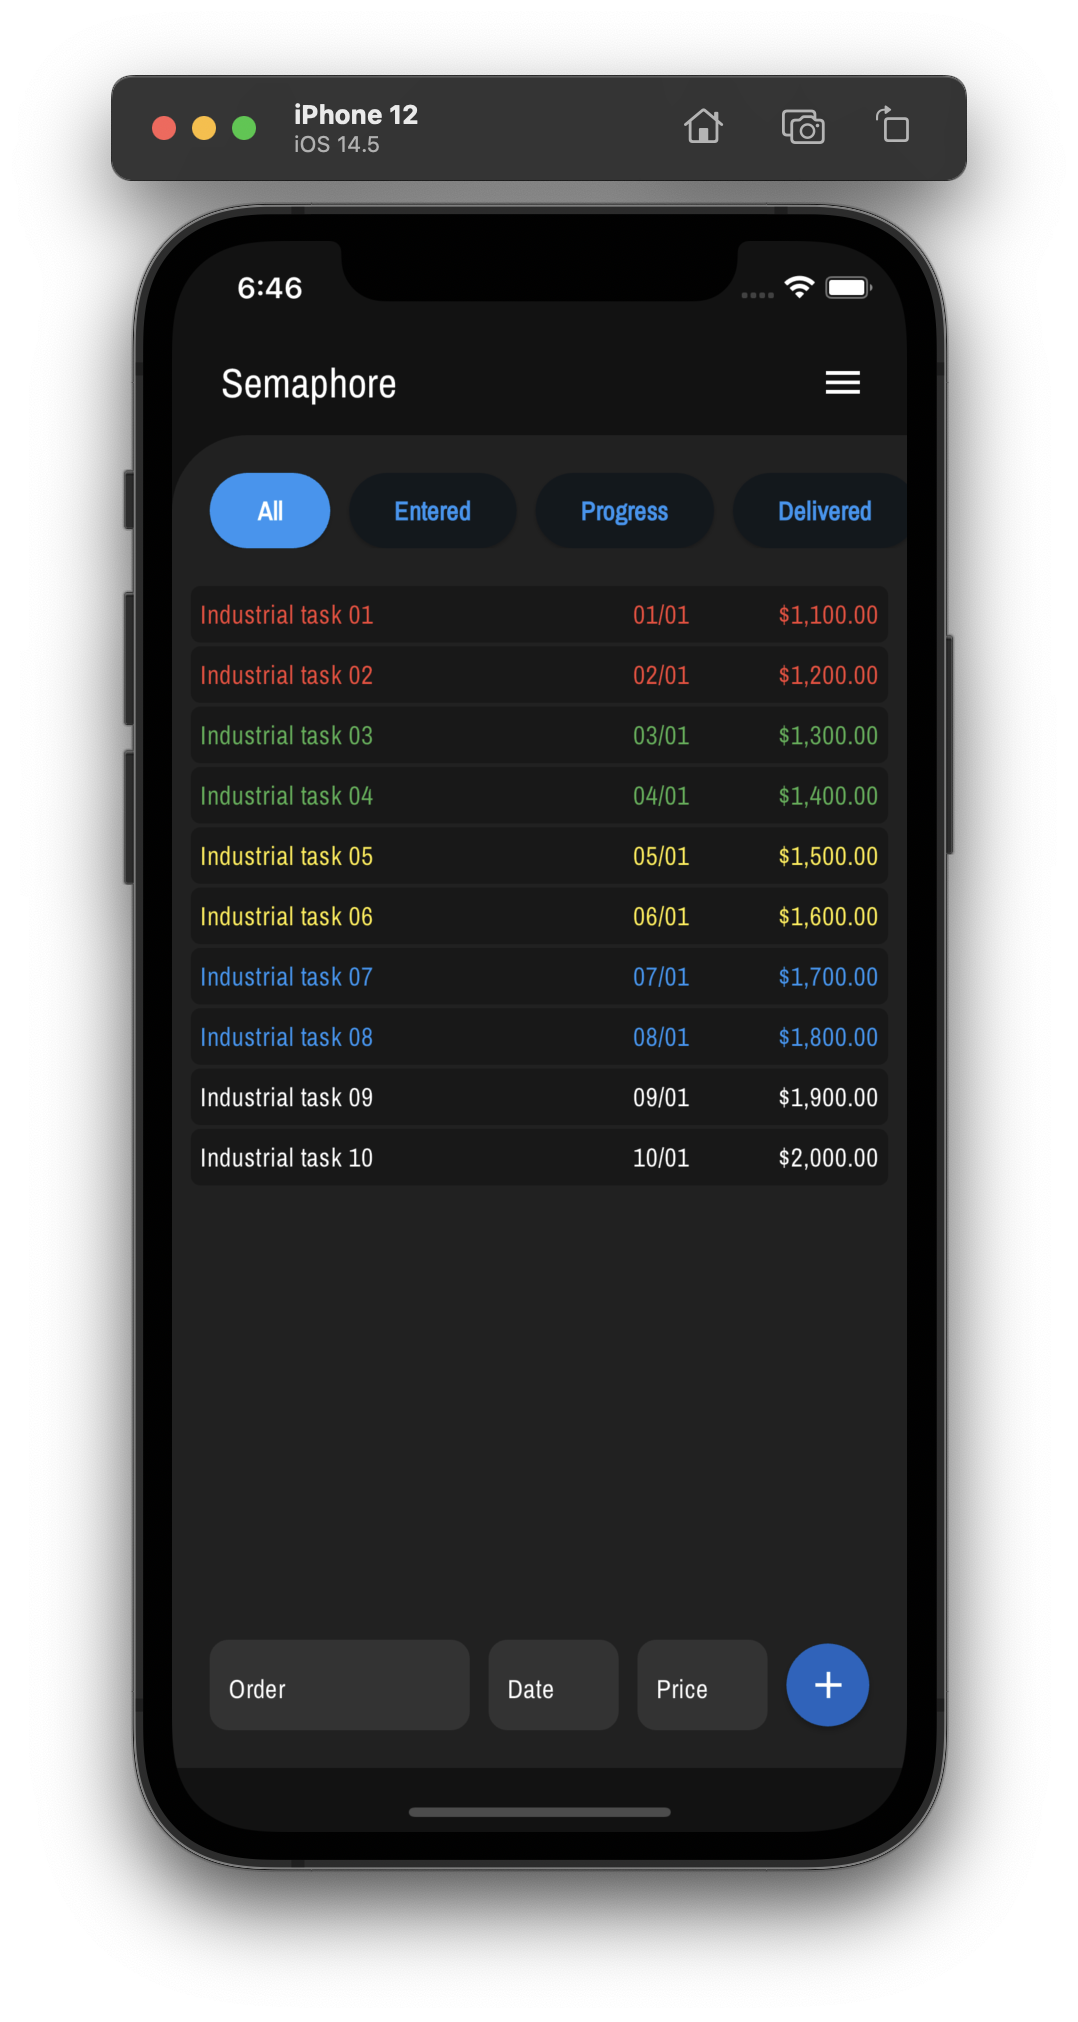 iPhone 12
iOS 14.5
6:46
Semaphore
All Entered Progress Delivered
Industrial task 01 01/01 $1,100.00
Industrial task 02 02/01 $1,200.00
Industrial task 03 03/01 $1,300.00
Industrial task 04 04/01 $1,400.00
Industrial task 05 05/01 $1,500.00
Industrial task 06 06/01 $1,600.00
Industrial task 07 07/01 $1,700.00
Industrial task 08 08/01 $1,800.00
Industrial task 09 09/01 $1,900.00
Industrial task 10 10/01 $2,000.00
Order Date Price +